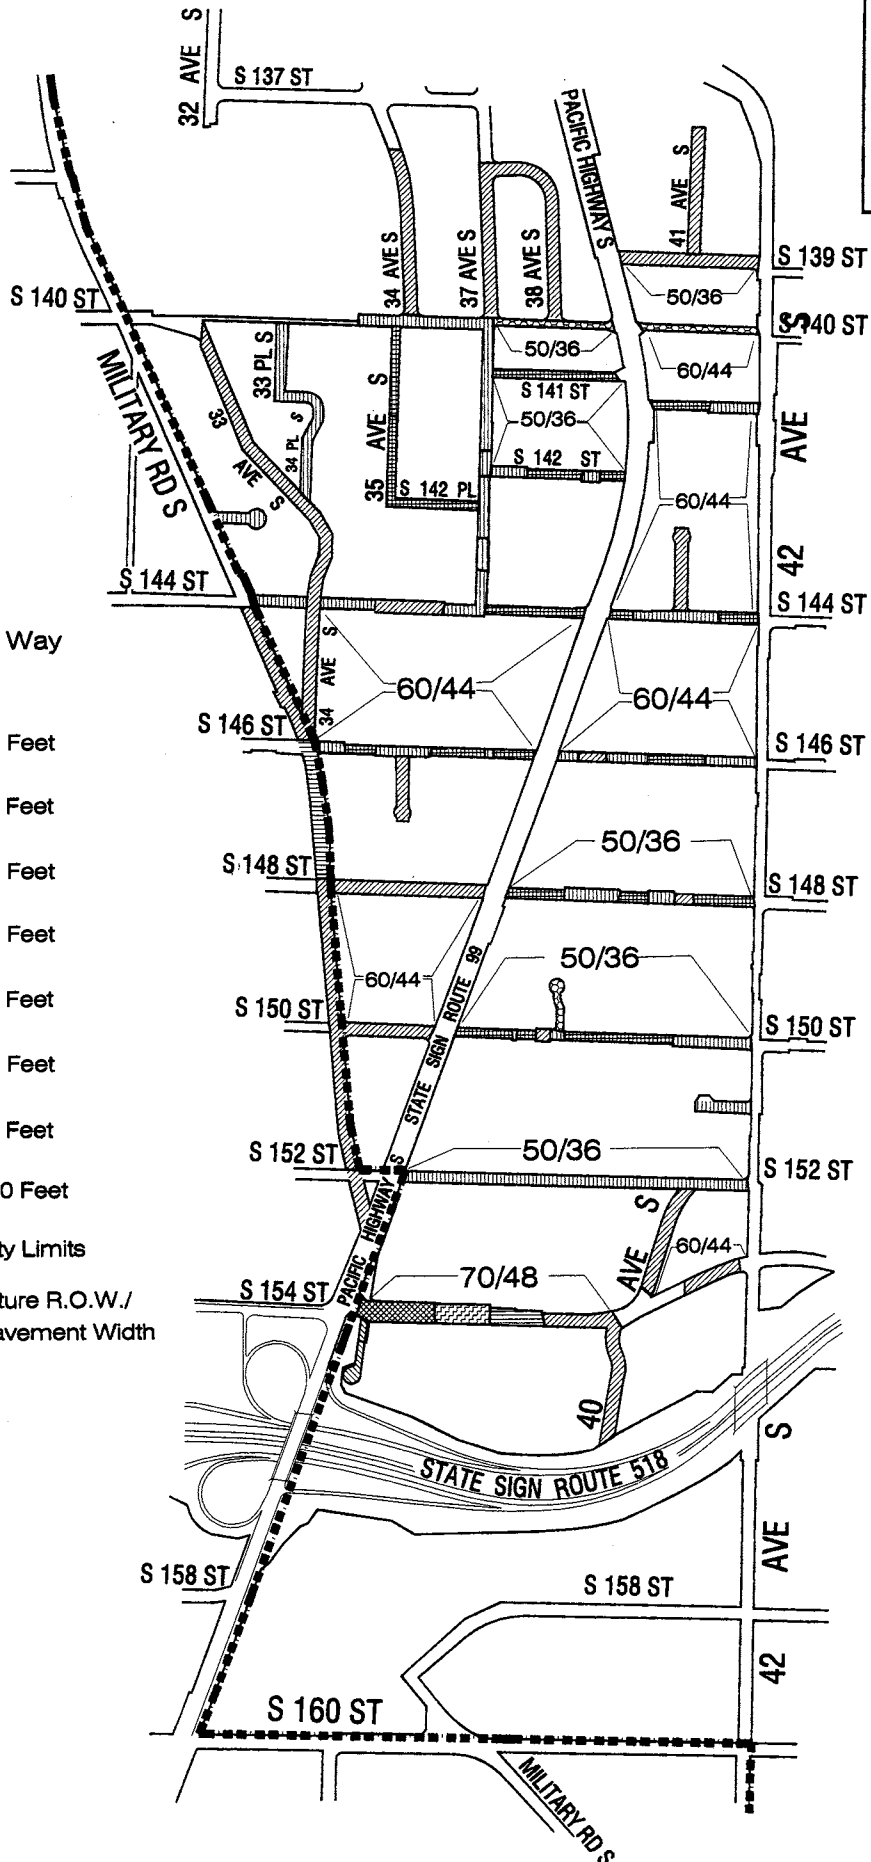 32 AVE S
S 137 ST
PACIFIC HIGHWAY S
41 AVE S
34 AVE S
37 AVE S
38 AVE S
S 139 ST
50/36
S 140 ST
S 140 ST
50/36
60/44
MILITARY RD S
33 PL S
33 AVE S
34 PL S
35 AVE S
S 141 ST
50/36
S 142 ST
S 142 PL
60/44
42 AVE S
S 144 ST
S 144 ST
Way
34 AVE S
60/44
60/44
S 146 ST
S 146 ST
Feet
Feet
50/36
S 148 ST
S 148 ST
Feet
Feet
60/44
50/36
STATE SIGN ROUTE 99
Feet
S 150 ST
S 150 ST
Feet
Feet
S 152 ST
50/36
S 152 ST
0 Feet
PACIFIC HIGHWAY S
AVE S
60/44
ty Limits
70/48
S 154 ST
ture R.O.W./
avement Width
40
STATE SIGN ROUTE 518
42 AVE S
S 158 ST
S 158 ST
S 160 ST
MILITARY RD S